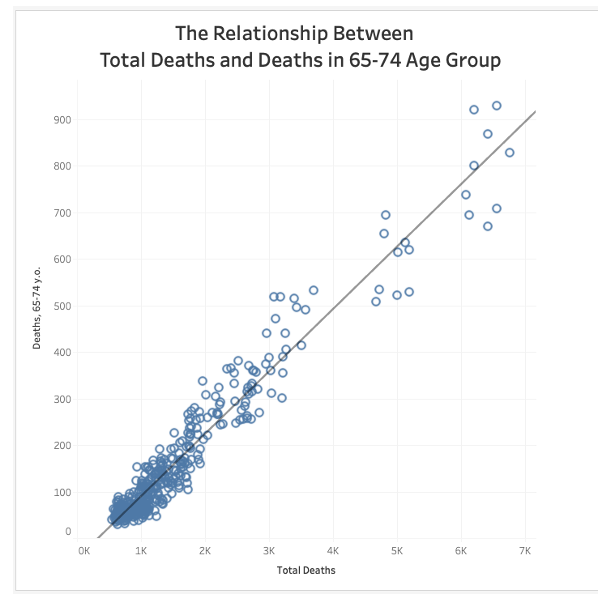 The Relationship Between
Total Deaths and Deaths in 65-74 Age Group
Deaths, 65-74 y.o.
900
800
700
600
500
400
300
200
100
0
0K 1K 2K 3K 4K 5K 6K 7K
Total Deaths